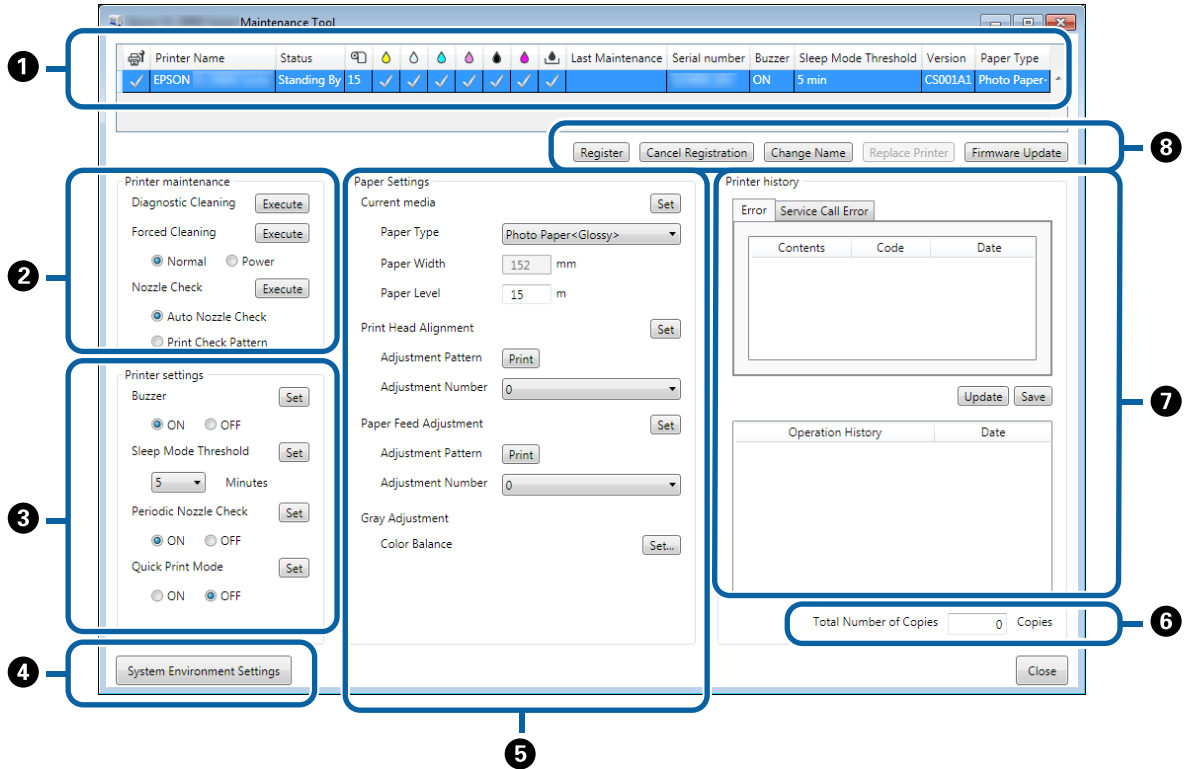 Maintenance Tool
1
Printer Name Status Last Maintenance Serial number Buzzer Sleep Mode Threshold Version Paper Type
EPSON Standing By 15 ON 5 min CS001A1 Photo Paper
Register Cancel Registration Change Name Replace Printer Firmware Update
8
Printer maintenance
Diagnostic Cleaning Execute
Forced Cleaning Execute
Normal Power
2
Nozzle Check Execute
Auto Nozzle Check
Print Check Pattern
Printer settings
Buzzer Set
ON OFF
Sleep Mode Threshold Set
5 Minutes
3
Periodic Nozzle Check Set
ON OFF
Quick Print Mode Set
ON OFF
4
System Environment Settings
Paper Settings
Current media Set
Paper Type Photo Paper<Glossy>
Paper Width 152 mm
Paper Level 15 m
Print Head Alignment Set
Adjustment Pattern Print
Adjustment Number 0
Paper Feed Adjustment Set
Adjustment Pattern Print
Adjustment Number 0
Gray Adjustment
Color Balance Set...
5
Printer history
Error Service Call Error
Contents Code Date
Update Save
7
Operation History Date
Total Number of Copies 0 Copies
6
Close